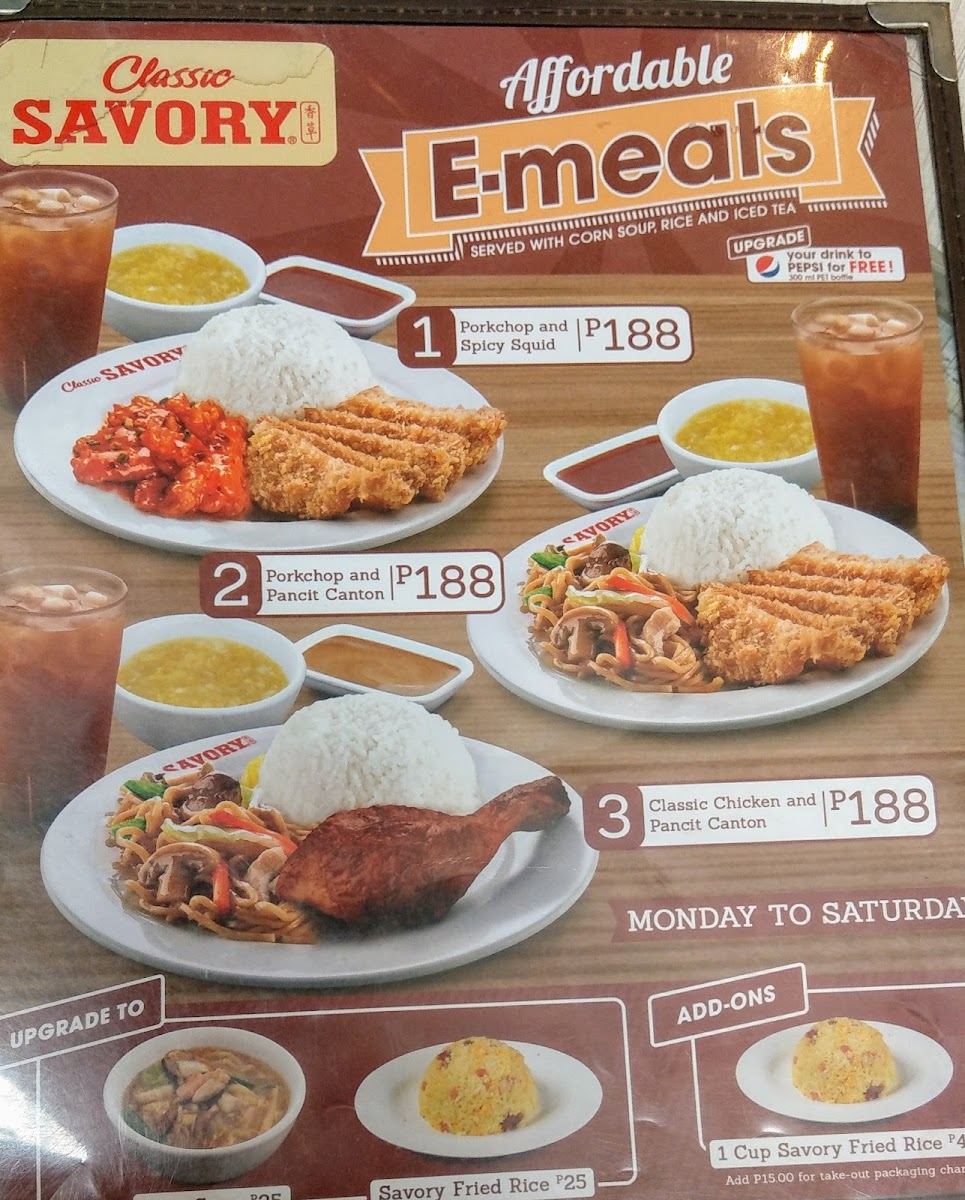 Classic
SAVORY®
香草
Affordable
E-meals
SERVED WITH CORN SOUP, RICE AND ICED TEA
UPGRADE
your drink to
PEPSI for FREE!
300 ml PET bottle
1 Porkchop and
Spicy Squid P188
Classic SAVORY
2 Porkchop and
Pancit Canton P188
SAVORY
SAVORY
3 Classic Chicken and
Pancit Canton P188
MONDAY TO SATURDAY
UPGRADE TO
ADD-ONS
1 Cup Savory Fried Rice P4
Add P15.00 for take-out packaging
Savory Fried Rice P25
P25